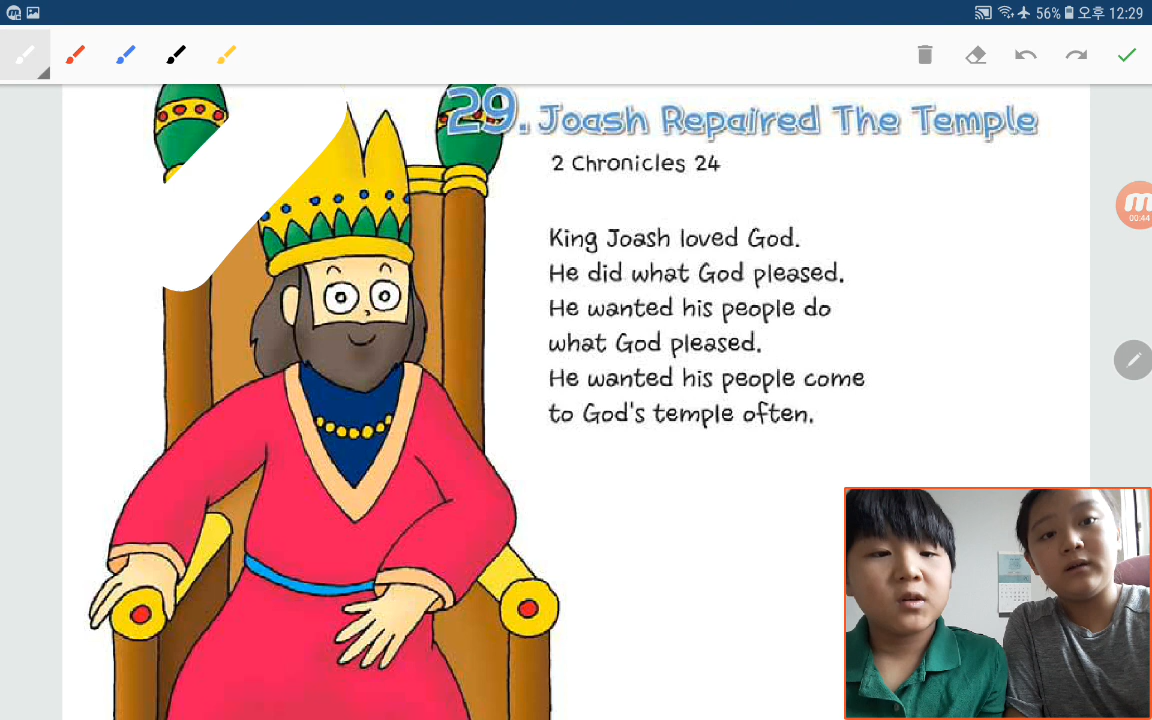 56% 오후 12:29
29. Joash Repaired The Temple
2 Chronicles 24
King Joash loved God.
He did what God pleased.
He wanted his people do
what God pleased.
He wanted his people come
to God's temple often.
m
00:44